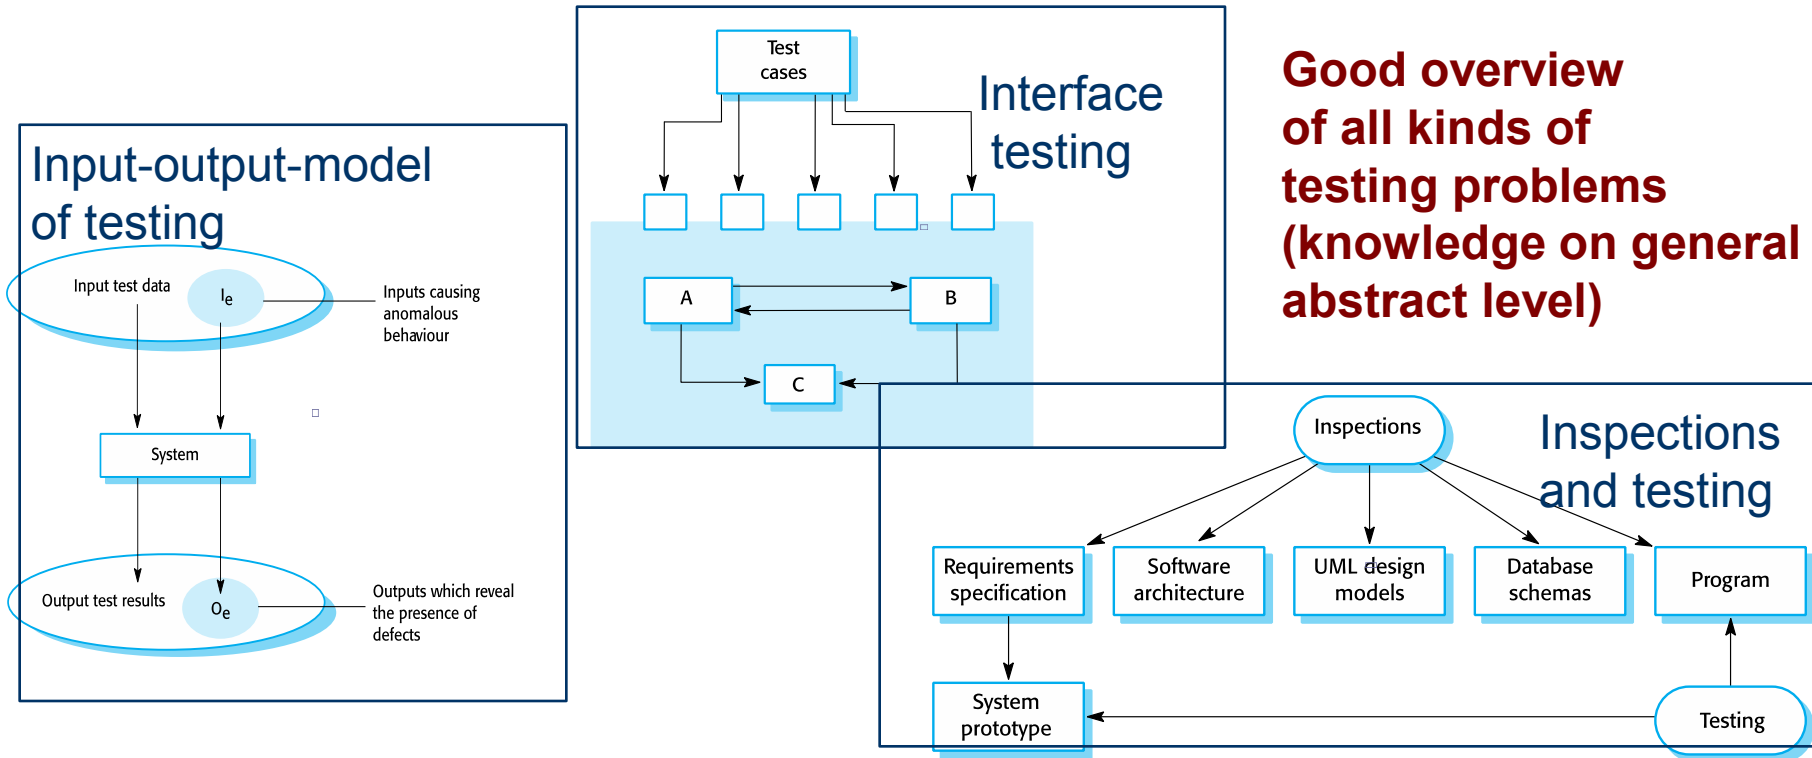 Input-output-model
of testing
Input test data
Ie
Inputs causing
anomalous
behaviour
System
Output test results
Oe
Outputs which reveal
the presence of
defects
Test
cases
Interface
testing
A
B
C
Good overview
of all kinds of
testing problems
(knowledge on general
abstract level)
Inspections
Inspections
and testing
Requirements
specification
Software
architecture
UML design
models
Database
schemas
Program
System
prototype
Testing